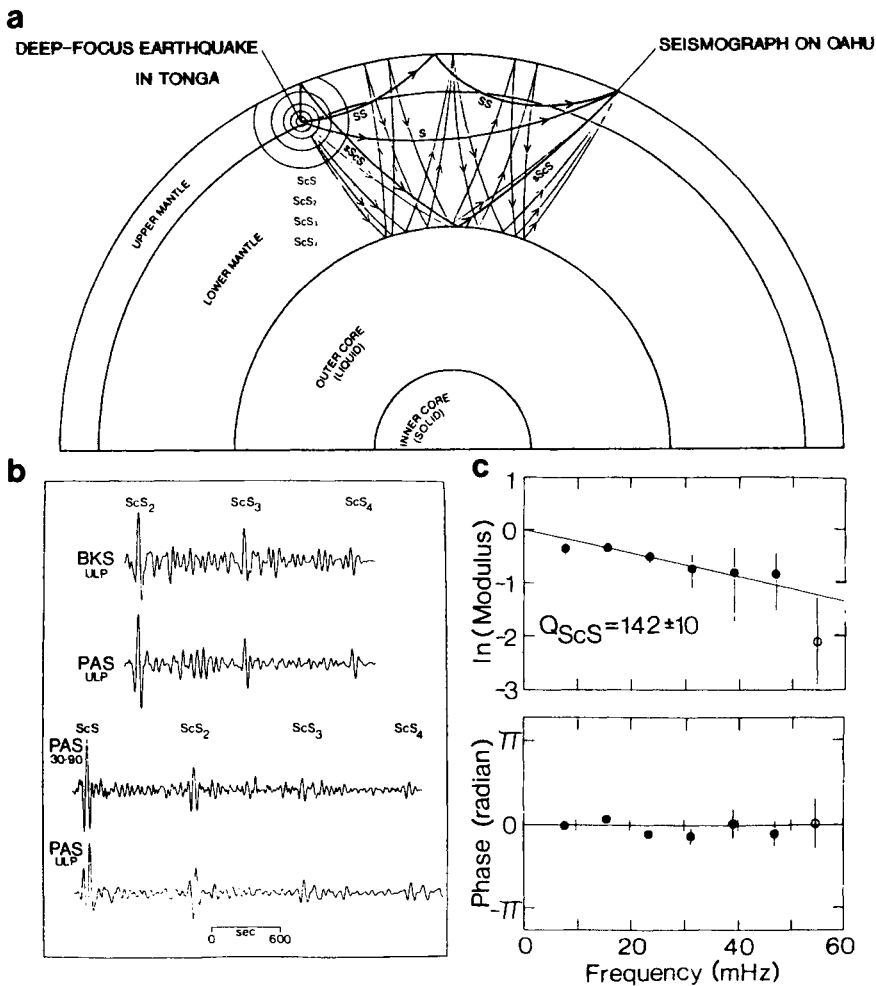 a
DEEP-FOCUS EARTHQUAKE
IN TONGA
SEISMOGRAPH ON OAHU
SS
SS
S
sScS
sScS
ScS
ScS₂
ScS₃
ScS₄
UPPER MANTLE
LOWER MANTLE
OUTER CORE
(LIQUID)
INNER CORE
(SOLID)
b
ScS₂ ScS₃ ScS₄
BKS
ULP
PAS
ULP
ScS ScS₂ ScS₃ ScS₄
PAS
30-90
PAS
ULP
0 sec 600
c
ln (Modulus)
1
0
-1
-2
-3
Q_ScS = 142 ±10
Phase (radian)
π
0
-π
0 20 40 60
Frequency (mHz)